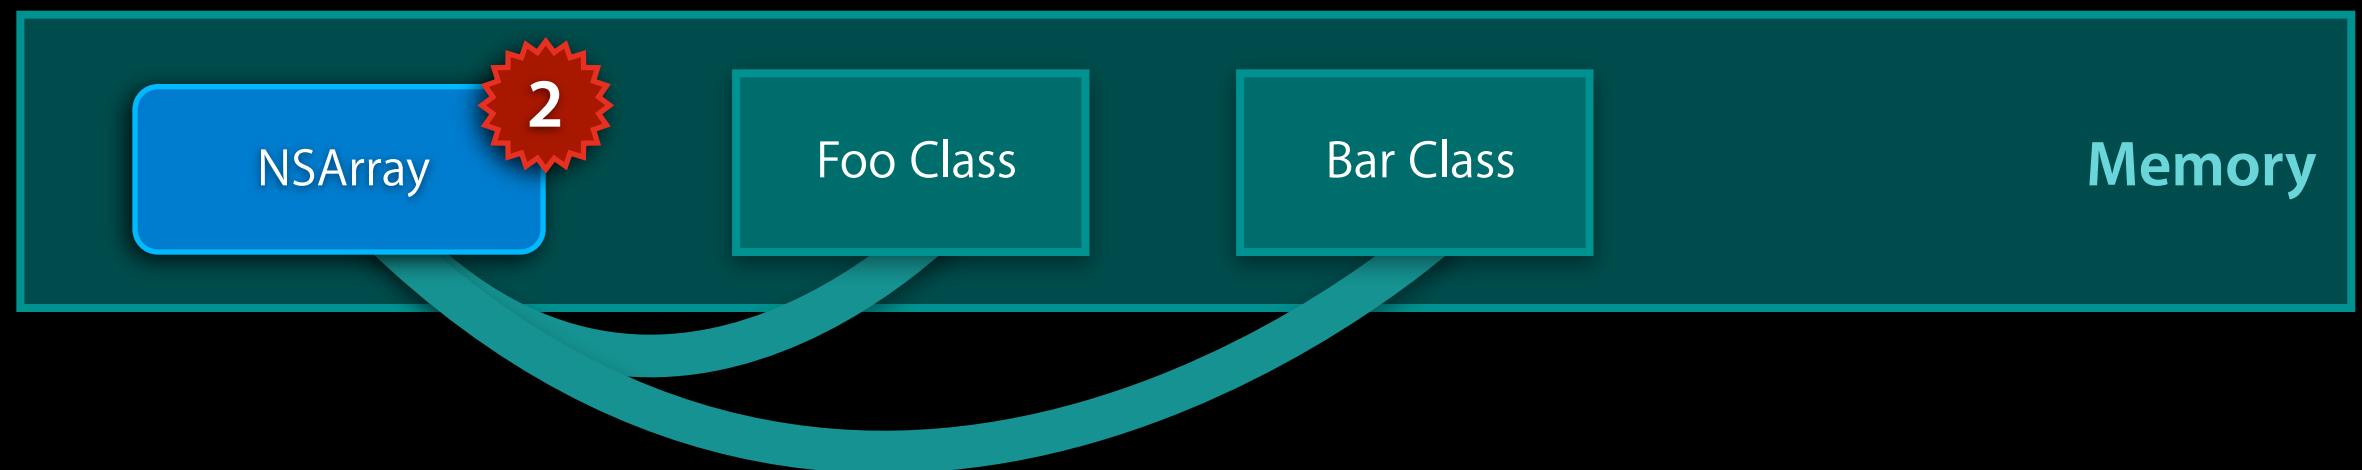 2
NSArray
Foo Class
Bar Class
Memory